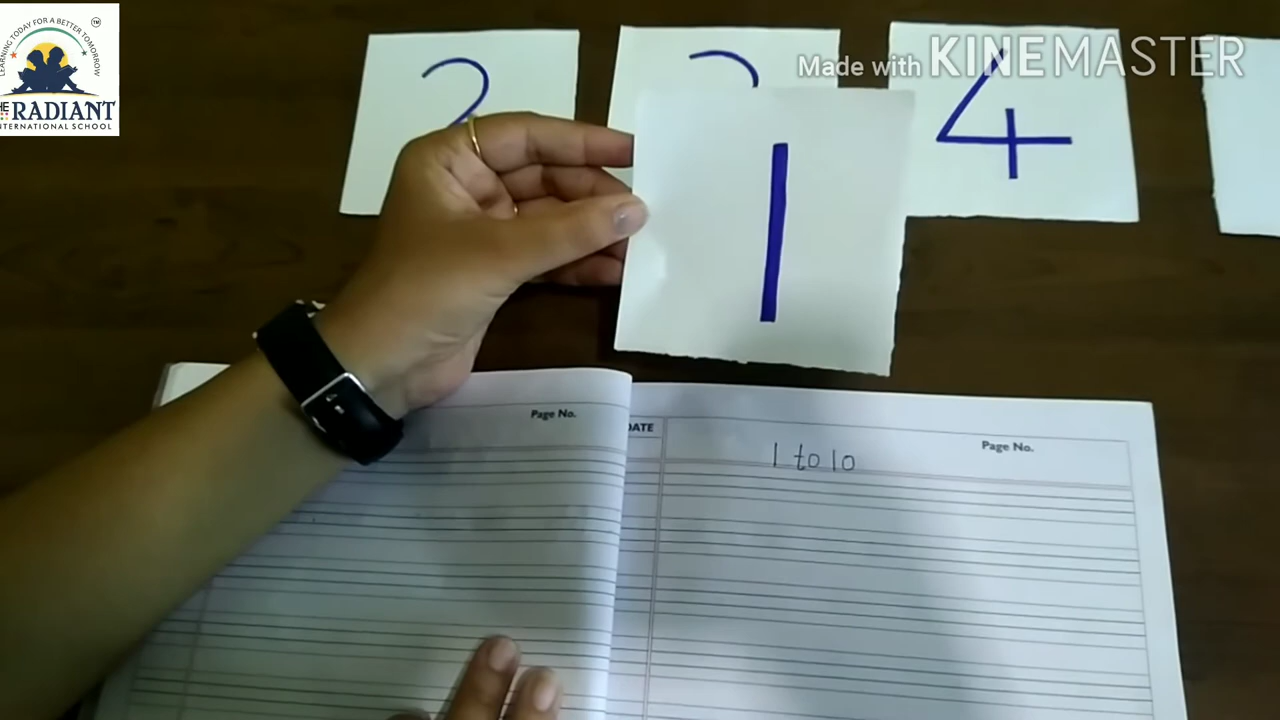 LEARNING TODAY FOR A BETTER TOMORROW
TM
RADIANT
INTERNATIONAL SCHOOL
Made with KINEMASTER
2
4
1
Page No.
DATE
Page No.
1 to 10